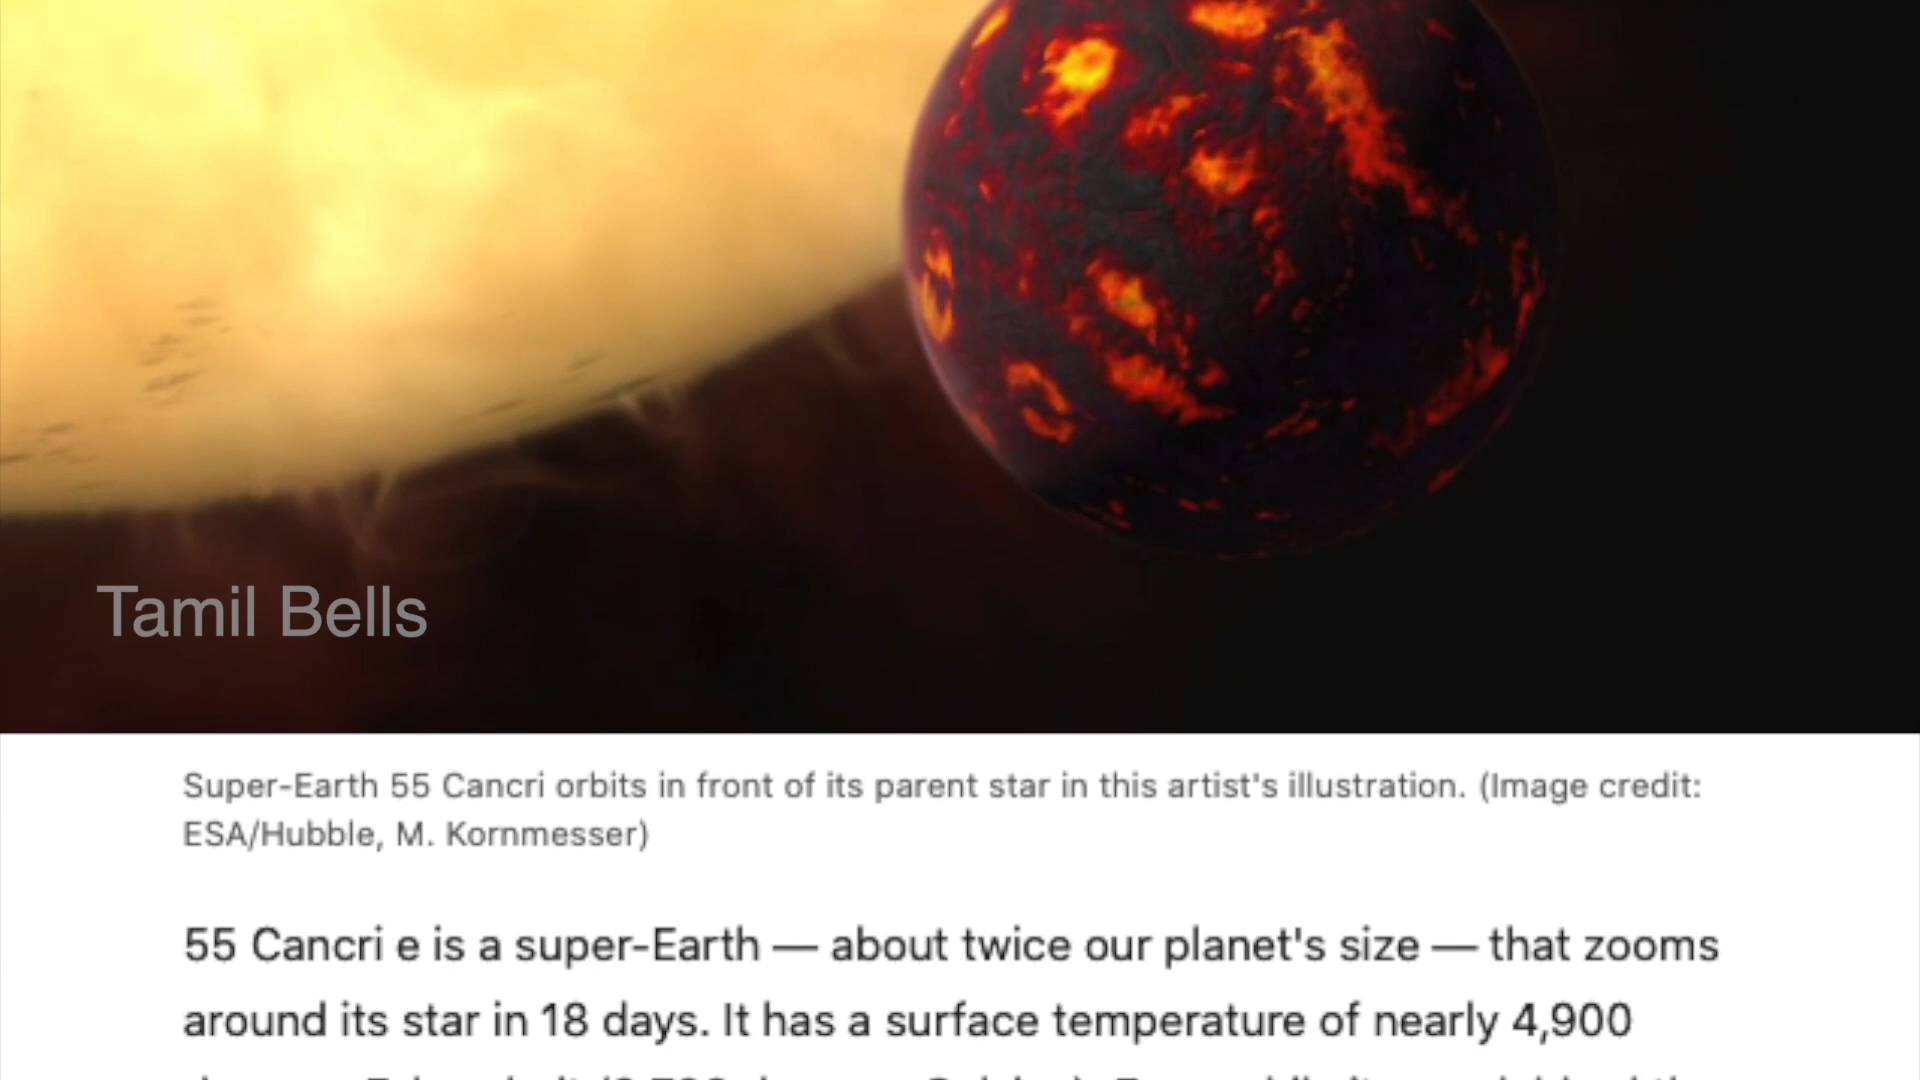 Tamil Bells
Super-Earth 55 Cancri orbits in front of its parent star in this artist's illustration. (Image credit:
ESA/Hubble, M. Kornmesser)
55 Cancri e is a super-Earth — about twice our planet's size — that zooms
around its star in 18 days. It has a surface temperature of nearly 4,900